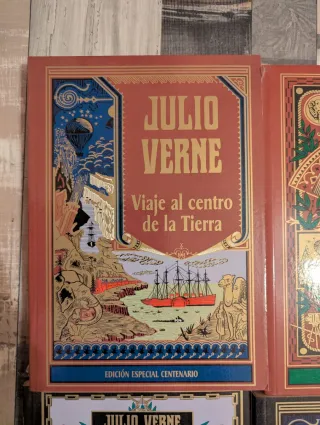 JULIO
VERNE
Viaje al centro
de la Tierra
EDICIÓN ESPECIAL CENTENARIO
JULIO VERNE